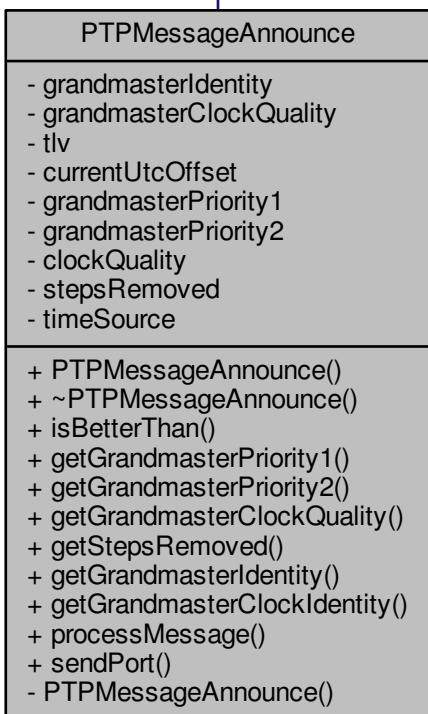 PTPMessageAnnounce
- grandmasterIdentity
- grandmasterClockQuality
- tlv
- currentUtcOffset
- grandmasterPriority1
- grandmasterPriority2
- clockQuality
- stepsRemoved
- timeSource
+ PTPMessageAnnounce()
+ ~PTPMessageAnnounce()
+ isBetterThan()
+ getGrandmasterPriority1()
+ getGrandmasterPriority2()
+ getGrandmasterClockQuality()
+ getStepsRemoved()
+ getGrandmasterIdentity()
+ getGrandmasterClockIdentity()
+ processMessage()
+ sendPort()
- PTPMessageAnnounce()